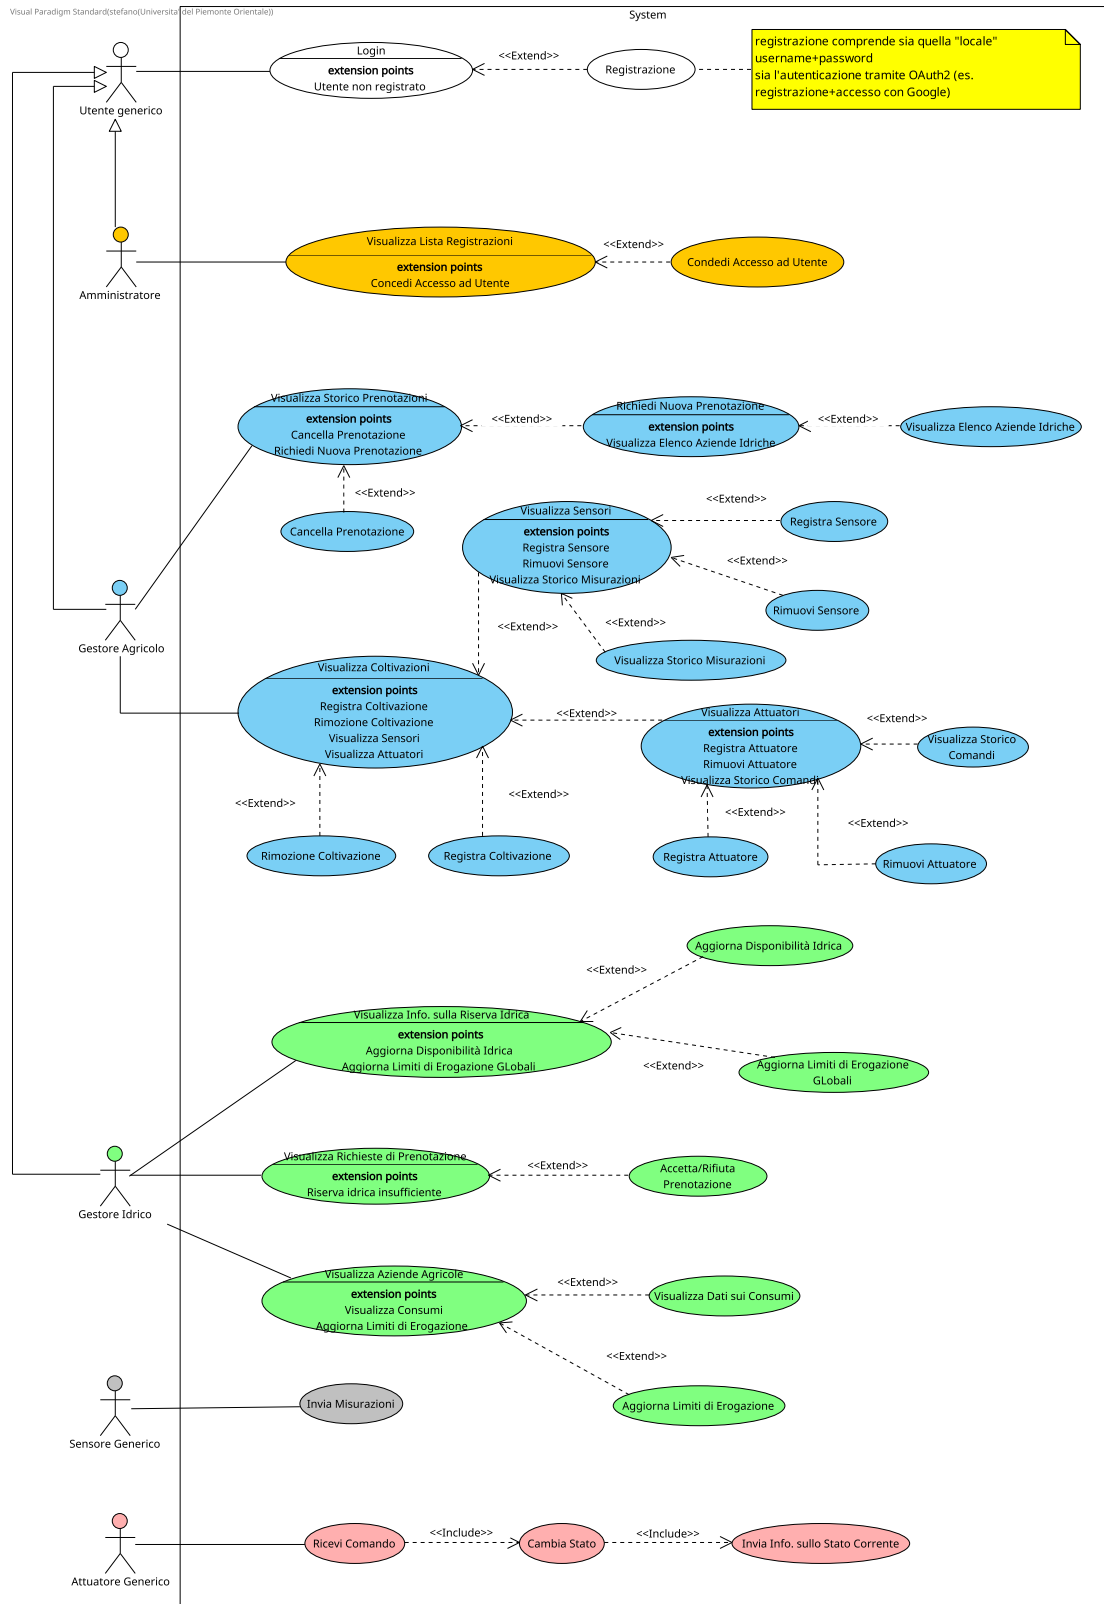 Visual Paradigm Standard(stefano(Universita' del Piemonte Orientale))
System
Login
extension points
Utente non registrato
<<Extend>>
Registrazione
registrazione comprende sia quella "locale"
username+password
sia l'autenticazione tramite OAuth2 (es.
registrazione+accesso con Google)
Utente generico
Visualizza Lista Registrazioni
extension points
Concedi Accesso ad Utente
<<Extend>>
Condedi Accesso ad Utente
Amministratore
Visualizza Storico Prenotazioni
extension points
Cancella Prenotazione
Richiedi Nuova Prenotazione
<<Extend>>
Richiedi Nuova Prenotazione
extension points
Visualizza Elenco Aziende Idriche
<<Extend>>
Visualizza Elenco Aziende Idriche
<<Extend>>
Cancella Prenotazione
Visualizza Sensori
extension points
Registra Sensore
Rimuovi Sensore
Visualizza Storico Misurazioni
<<Extend>>
Registra Sensore
<<Extend>>
Rimuovi Sensore
<<Extend>>
<<Extend>>
Visualizza Storico Misurazioni
Gestore Agricolo
Visualizza Coltivazioni
extension points
Registra Coltivazione
Rimozione Coltivazione
Visualizza Sensori
Visualizza Attuatori
<<Extend>>
Visualizza Attuatori
extension points
Registra Attuatore
Rimuovi Attuatore
Visualizza Storico Comandi
<<Extend>>
Visualizza Storico
Comandi
<<Extend>>
<<Extend>>
<<Extend>>
<<Extend>>
Rimozione Coltivazione
Registra Coltivazione
Registra Attuatore
Rimuovi Attuatore
Aggiorna Disponibilità Idrica
<<Extend>>
Visualizza Info. sulla Riserva Idrica
extension points
Aggiorna Disponibilità Idrica
Aggiorna Limiti di Erogazione GLobali
<<Extend>>
Aggiorna Limiti di Erogazione
GLobali
Visualizza Richieste di Prenotazione
extension points
Riserva idrica insufficiente
<<Extend>>
Accetta/Rifiuta
Prenotazione
Gestore Idrico
Visualizza Aziende Agricole
extension points
Visualizza Consumi
Aggiorna Limiti di Erogazione
<<Extend>>
Visualizza Dati sui Consumi
<<Extend>>
Aggiorna Limiti di Erogazione
Invia Misurazioni
Sensore Generico
Ricevi Comando
<<Include>>
Cambia Stato
<<Include>>
Invia Info. sullo Stato Corrente
Attuatore Generico